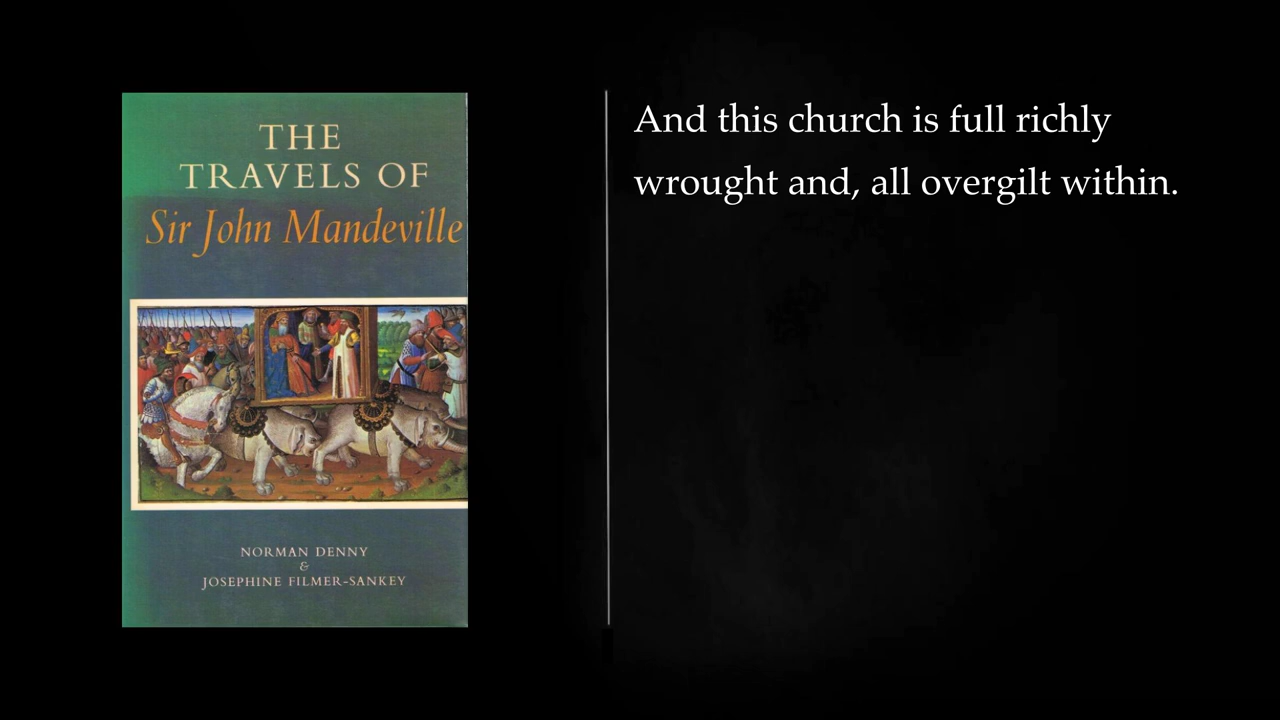 THE
TRAVELS OF
Sir John Mandeville
NORMAN DENNY
&
JOSEPHINE FILMER-SANKEY
And this church is full richly
wrought and, all overgilt within.